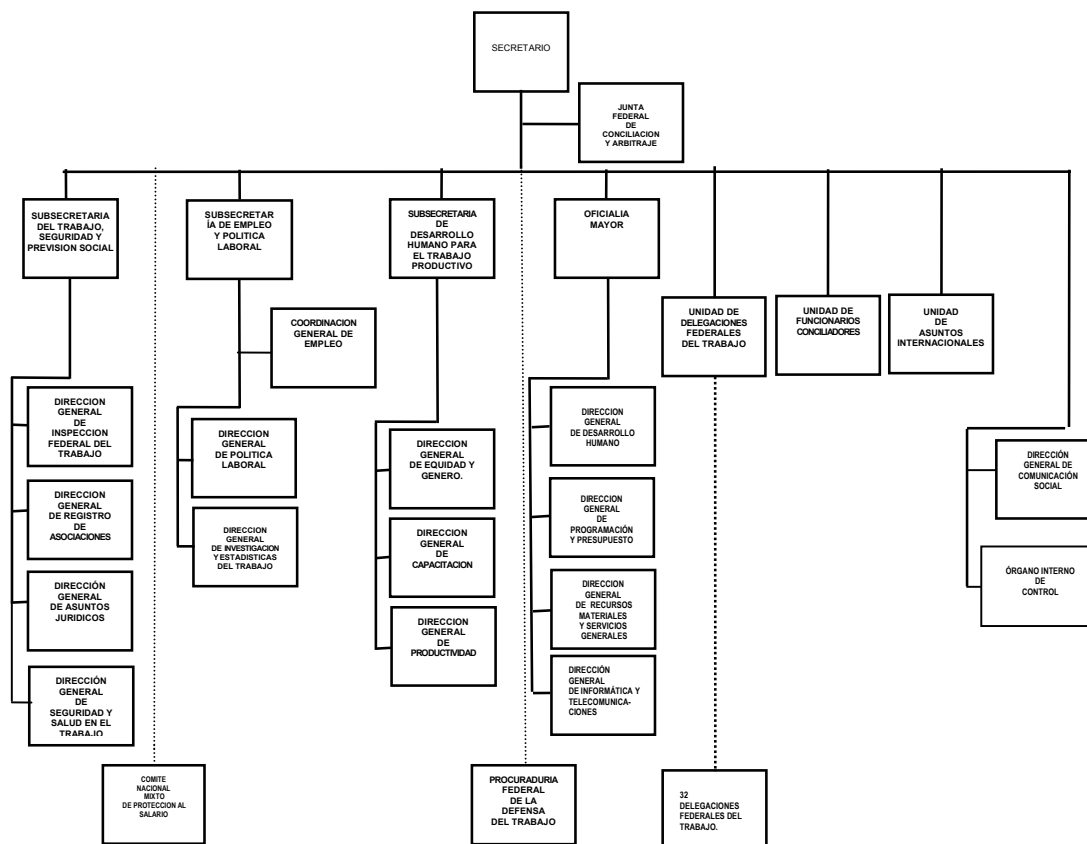 SECRETARIO
JUNTA
FEDERAL
DE
CONCILIACION
Y ARBITRAJE
SUBSECRETARIA
DEL TRABAJO,
SEGURIDAD Y
PREVISION SOCIAL
SUBSECRETAR
ÍA DE EMPLEO
Y POLITICA
LABORAL
SUBSECRETARIA
DE
DESARROLLO
HUMANO PARA
EL TRABAJO
PRODUCTIVO
OFICIALIA
MAYOR
UNIDAD DE
DELEGACIONES
FEDERALES
DEL TRABAJO
UNIDAD DE
FUNCIONARIOS
CONCILIADORES
UNIDAD
DE
ASUNTOS
INTERNACIONALES
COORDINACION
GENERAL DE
EMPLEO
DIRECCION
GENERAL
DE
INSPECCION
FEDERAL DEL
TRABAJO
DIRECCION
GENERAL
DE REGISTRO
DE
ASOCIACIONES
DIRECCIÓN
GENERAL
DE ASUNTOS
JURIDICOS
DIRECCIÓN
GENERAL
DE
SEGURIDAD Y
SALUD EN EL
TRABAJO
DIRECCION
GENERAL
DE POLITICA
LABORAL
DIRECCION
GENERAL
DE INVESTIGACION
Y ESTADISTICAS
DEL TRABAJO
DIRECCION
GENERAL
DE EQUIDAD Y
GENERO.
DIRECCION
GENERAL
DE
CAPACITACION
DIRECCION
GENERAL
DE
PRODUCTIVIDAD
DIRECCION
GENERAL
DE DESARROLLO
HUMANO
DIRECCION
GENERAL
DE
PROGRAMACIÓN
Y PRESUPUESTO
DIRECCION
GENERAL
DE RECURSOS
MATERIALES
Y SERVICIOS
GENERALES
DIRECCIÓN
GENERAL
DE INFORMÁTICA Y
TELECOMUNICA-
CIONES
DIRECCIÓN
GENERAL DE
COMUNICACIÓN
SOCIAL
ÓRGANO INTERNO
DE
CONTROL
COMITE
NACIONAL
MIXTO
DE PROTECCION AL
SALARIO
PROCURADURIA
FEDERAL
DE LA
DEFENSA
DEL TRABAJO
32
DELEGACIONES
FEDERALES DEL
TRABAJO.